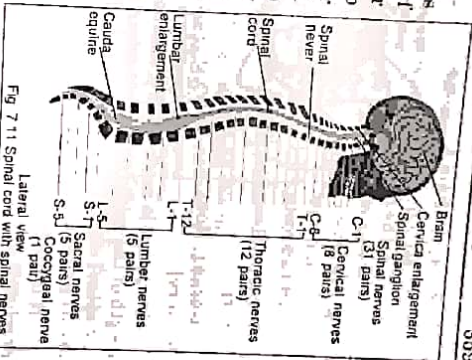 Brain
Cervica enlargement
Spinal ganglion
Spinal nerves
(31 pairs)
C-1
Cervical nerves
(8 pairs)
C-8
T-1
Thoracic nerves
(12 pairs)
T-12
L-1
Lumber nerves
(5 pairs)
L-5
S-1
Sacral nerves
(5 pairs)
S-5
Coccygeal nerve
(1 pair)
Spinal
never
Spinal
cord
Lumbar
enlargement
Cauda
equine
Lateral view
Fig 7 11 Spinal cord with spinal nerves